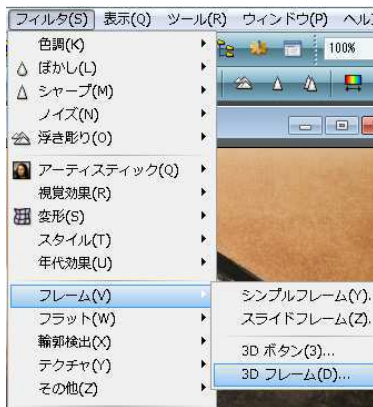 フィルタ(S) 表示(O) ツール(R) ウィンドウ(P) ヘル
100%
色調(K)
ぼかし(L)
シャープ(M)
ノイズ(N)
浮き彫り(O)
アーティスティック(Q)
視覚効果(R)
変形(S)
スタイル(T)
年代効果(U)
フレーム(V)
フラット(W)
輪郭検出(X)
テクチャ(Y)
その他(Z)
シンプルフレーム(Y)...
スライドフレーム(Z)...
3D ボタン(3)...
3D フレーム(D)...